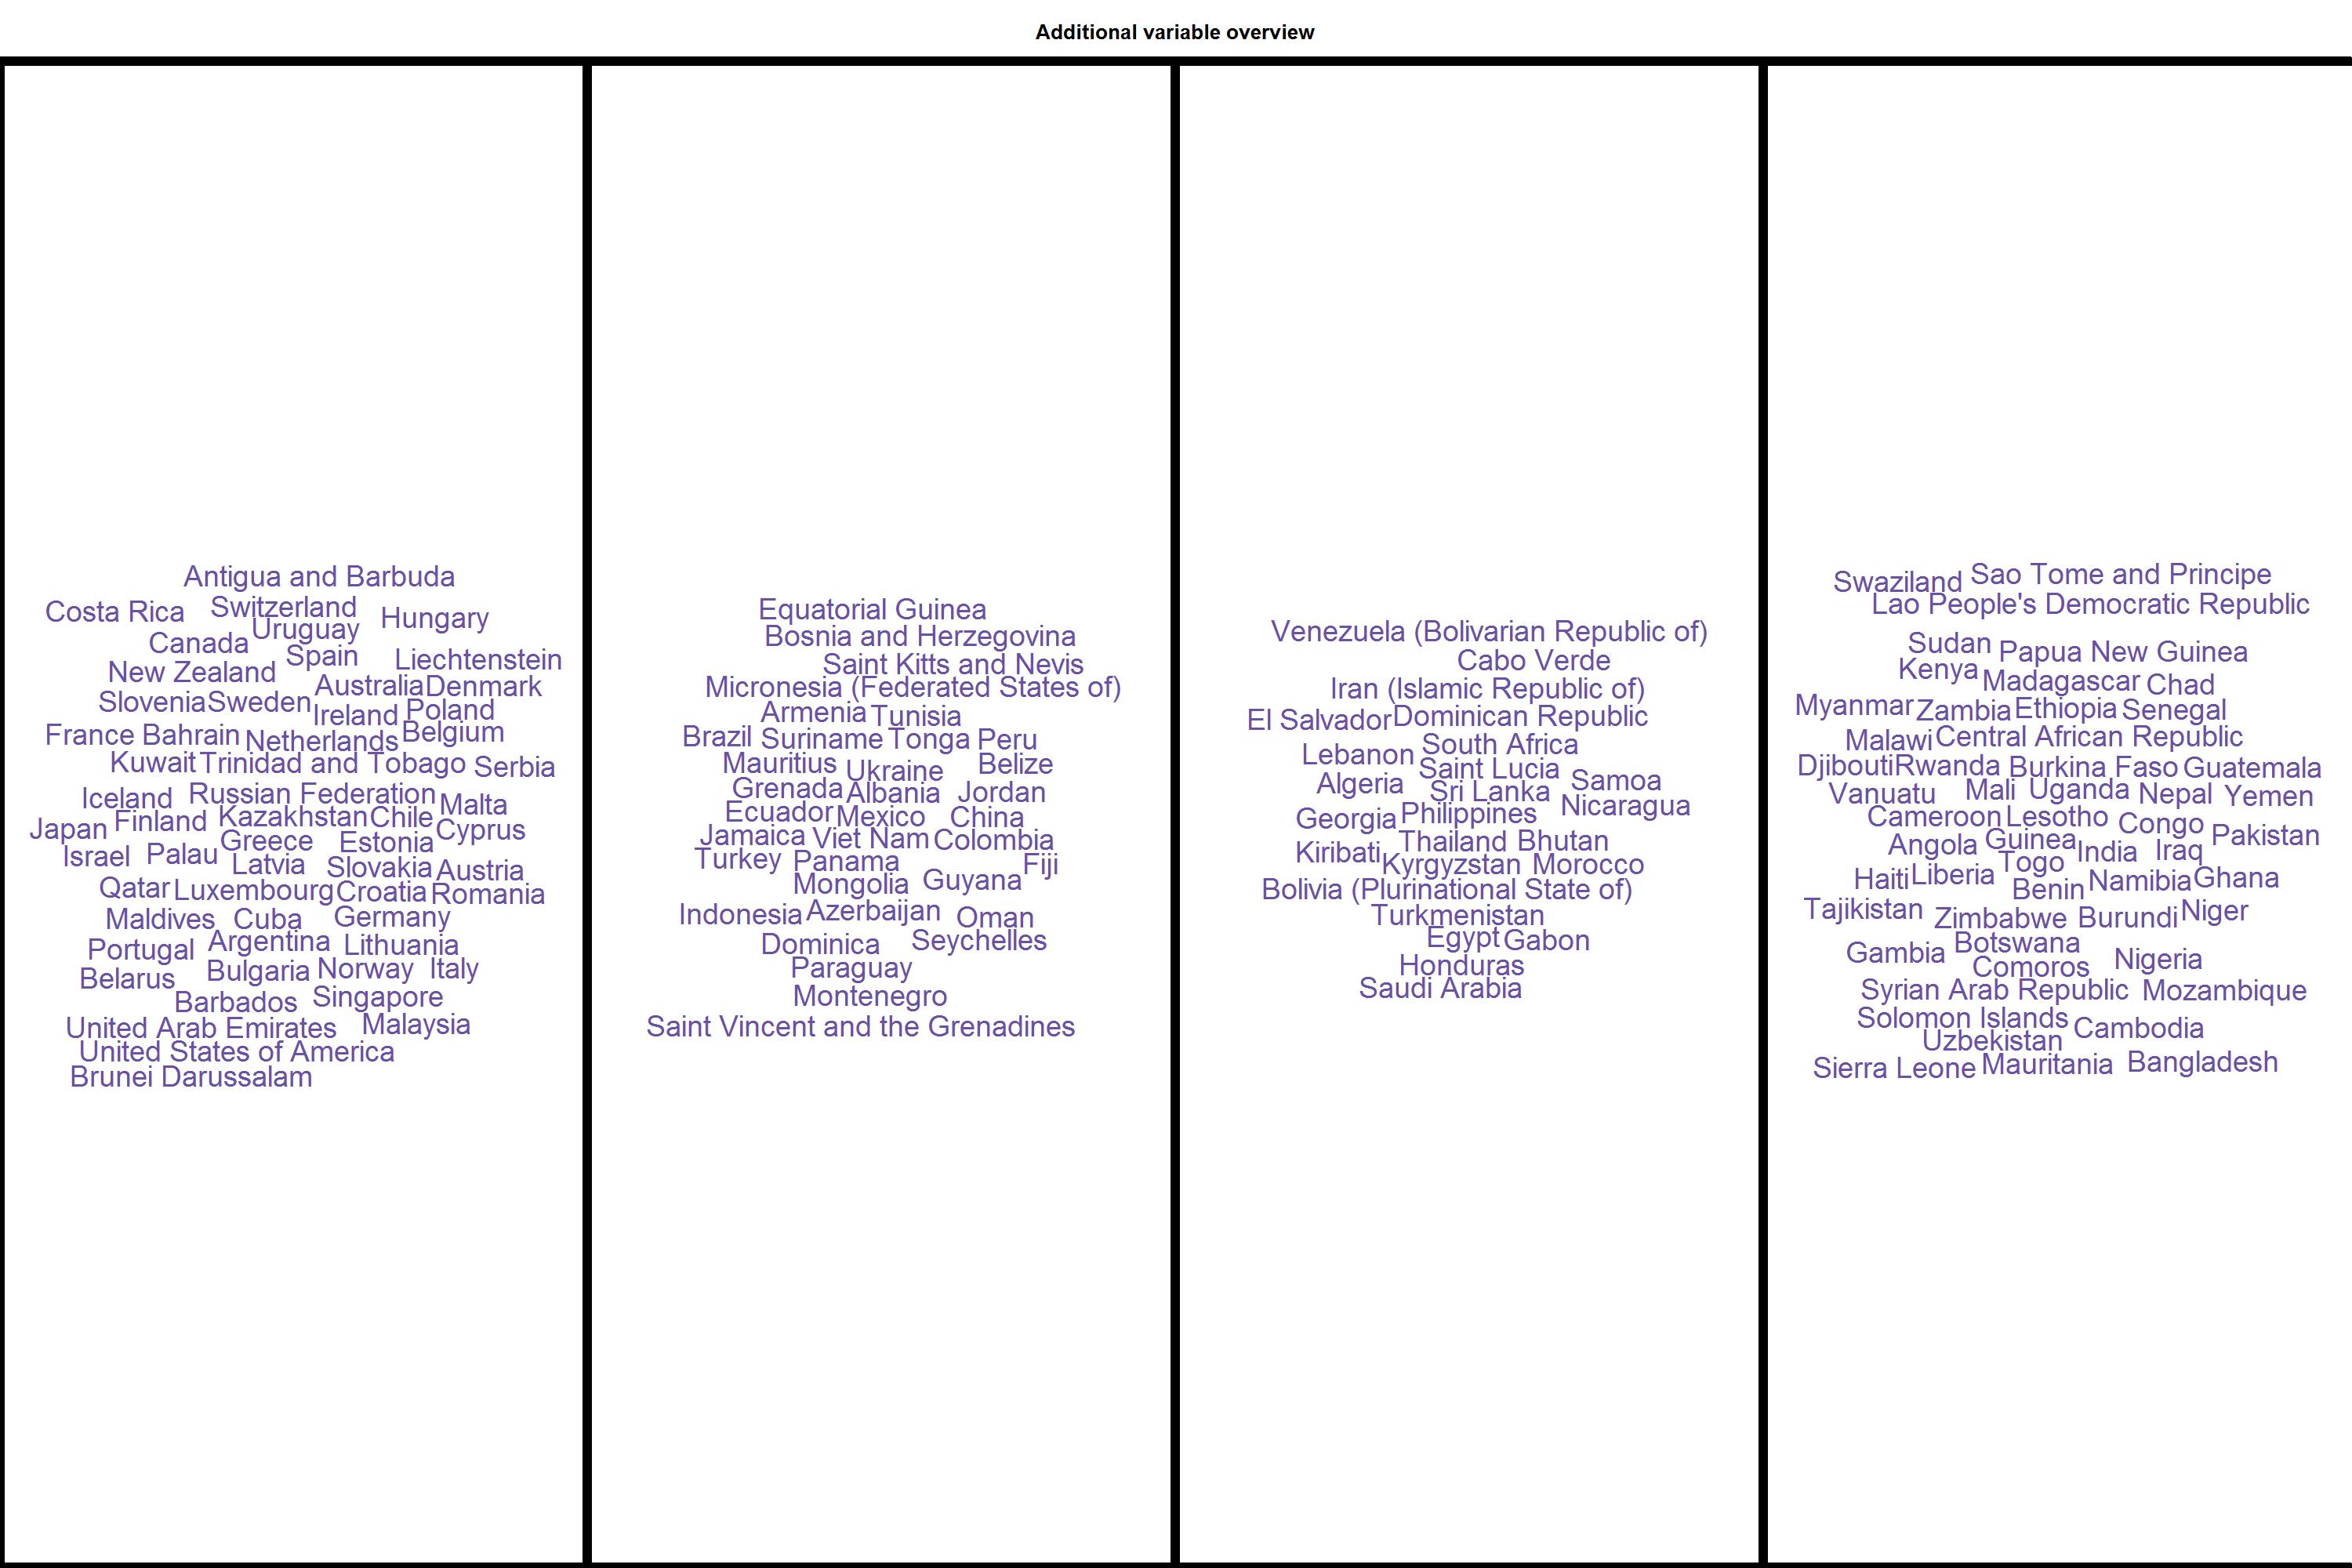 Additional variable overview
Antigua and Barbuda
Costa Rica Switzerland Hungary
Canada Uruguay
Spain Liechtenstein
New Zealand
Australia Denmark
Slovenia Sweden Ireland Poland
France Bahrain Netherlands Belgium
Kuwait Trinidad and Tobago Serbia
Iceland Russian Federation Malta
Japan Finland Kazakhstan Chile Cyprus
Greece Estonia
Israel Palau Latvia Slovakia Austria
Qatar Luxembourg Croatia Romania
Maldives Cuba Germany
Portugal Argentina Lithuania
Belarus Bulgaria Norway Italy
Barbados Singapore
United Arab Emirates Malaysia
United States of America
Brunei Darussalam
Equatorial Guinea
Bosnia and Herzegovina
Saint Kitts and Nevis
Micronesia (Federated States of)
Armenia Tunisia
Brazil Suriname Tonga Peru
Mauritius Ukraine Belize
Grenada Albania Jordan
Ecuador Mexico China
Jamaica Viet Nam Colombia
Turkey Panama Fiji
Mongolia Guyana
Indonesia Azerbaijan Oman
Dominica Seychelles
Paraguay
Montenegro
Saint Vincent and the Grenadines
Venezuela (Bolivarian Republic of)
Cabo Verde
Iran (Islamic Republic of)
El Salvador Dominican Republic
Lebanon South Africa
Saint Lucia
Algeria Sri Lanka Samoa
Georgia Philippines Nicaragua
Thailand Bhutan
Kiribati Kyrgyzstan Morocco
Bolivia (Plurinational State of)
Turkmenistan
Egypt Gabon
Honduras
Saudi Arabia
Swaziland Sao Tome and Principe
Lao People's Democratic Republic
Sudan Papua New Guinea
Kenya Madagascar Chad
Myanmar Zambia Ethiopia Senegal
Malawi Central African Republic
Djibouti Rwanda Burkina Faso Guatemala
Vanuatu Mali Uganda Nepal Yemen
Cameroon Lesotho Congo
Angola Guinea India Iraq Pakistan
Haiti Liberia Togo
Benin Namibia Ghana
Tajikistan Zimbabwe Burundi Niger
Gambia Botswana Nigeria
Comoros
Syrian Arab Republic Mozambique
Solomon Islands Cambodia
Uzbekistan
Sierra Leone Mauritania Bangladesh